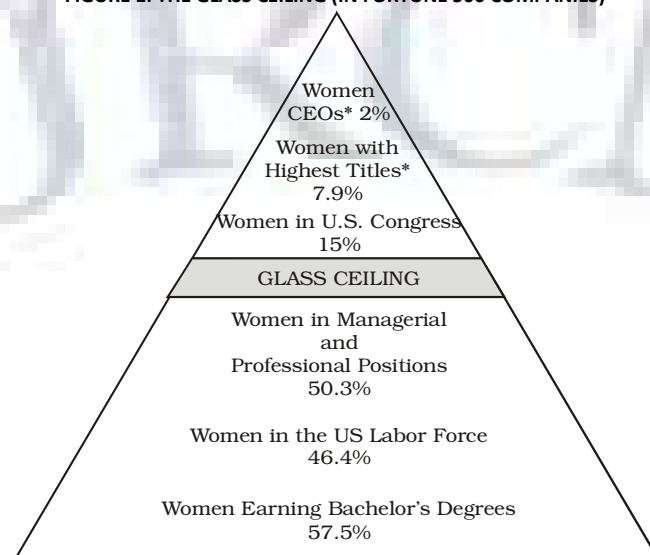 FIGURE 1: THE GLASS CEILING (IN FORTUNE 500 COMPANIES)
Women
CEOs* 2%
Women with
Highest Titles*
7.9%
Women in U.S. Congress
15%
GLASS CEILING
Women in Managerial
and
Professional Positions
50.3%
Women in the US Labor Force
46.4%
Women Earning Bachelor's Degrees
57.5%